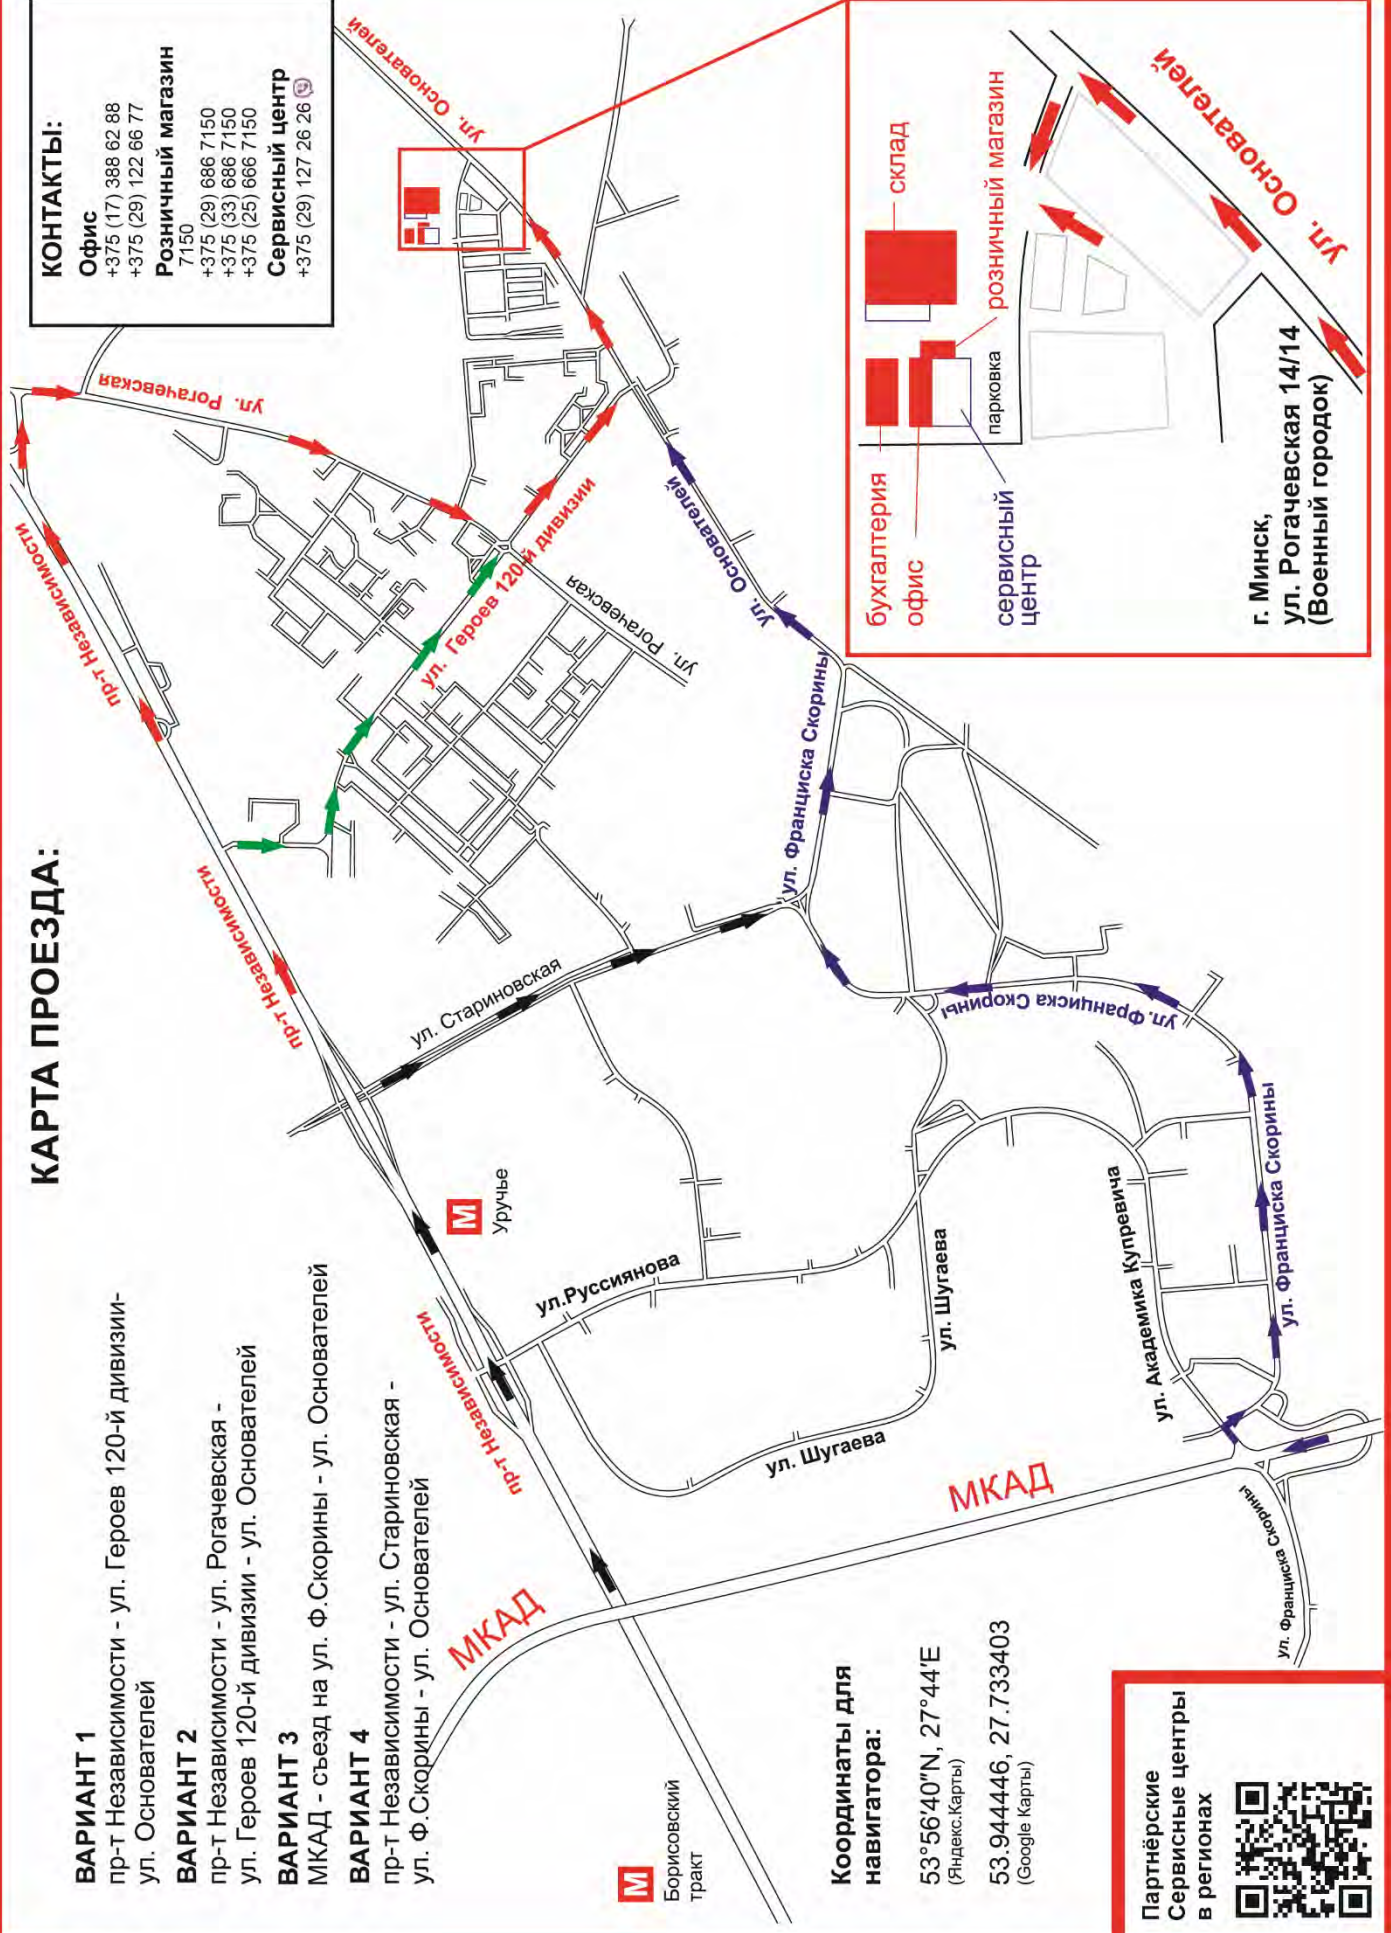 КАРТА ПРОЕЗДА:
ВАРИАНТ 1
пр-т Независимости - ул. Героев 120-й дивизии-
ул. Основателей
ВАРИАНТ 2
пр-т Независимости - ул. Рогачевская -
ул. Героев 120-й дивизии - ул. Основателей
ВАРИАНТ 3
МКАД - съезд на ул. Ф.Скорины - ул. Основателей
ВАРИАНТ 4
пр-т Независимости - ул. Стариновская -
ул. Ф.Скорины - ул. Основателей
КОНТАКТЫ:
Офис
+375 (17) 388 62 88
+375 (29) 122 66 77
Розничный магазин
7150
+375 (29) 686 7150
+375 (33) 686 7150
+375 (25) 666 7150
Сервисный центр
+375 (29) 127 26 26
пр-т Независимости
пр-т Независимости
пр-т Независимости
ул. Рогачевская
ул. Основателей
ул. Героев 120-й дивизии
ул. Рогачевская
ул. Стариновская
М
Уручье
ул.Руссиянова
ул. Основателей
ул. Франциска Скорины
ул.Франциска Скорины
ул. Франциска Скорины
ул. Шугаева
ул. Шугаева
ул. Академика Купревича
МКАД
МКАД
ул. Франциска Скорины
М
Борисовский
тракт
Координаты для
навигатора:
53°56'40"N, 27°44'E
(Яндекс.Карты)
53.944446, 27.733403
(Google Карты)
Партнёрские
Сервисные центры
в регионах
бухгалтерия
офис
сервисный
центр
парковка
склад
розничный магазин
ул. Основателей
г. Минск,
ул. Рогачевская 14/14
(Военный городок)